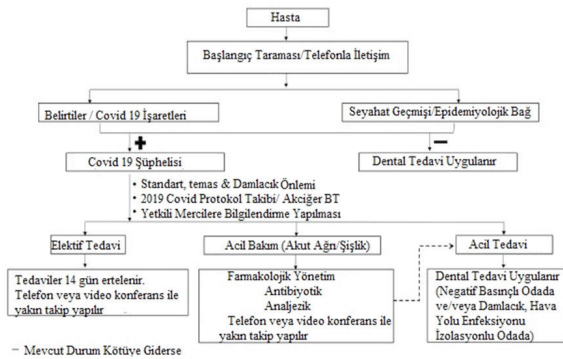 Hasta
Başlangıç Taraması/Telefonla İletişim
Belirtiler / Covid 19 İşaretleri
Seyahat Geçmişi/Epidemiyolojik Bağ
+
−
Covid 19 Şüphelisi
Dental Tedavi Uygulanır
• Standart, temas & Damlacık Önlemi
• 2019 Covid Protokol Takibi/ Akciğer BT
• Yetkili Mercilere Bilgilendirme Yapılması
Elektif Tedavi
Acil Bakım (Akut Ağrı/Şişlik)
Acil Tedavi
Tedaviler 14 gün ertelenir.
Telefon veya video konferans ile
yakın takip yapılır
Farmakolojik Yönetim
Antibiyotik
Analjezik
Telefon veya video konferans ile
yakın takip yapılır
Dental Tedavi Uygulanır
(Negatif Basınçlı Odada
ve/veya Damlacık, Hava
Yolu Enfeksiyonu
İzolasyonlu Odada)
− Mevcut Durum Kötüye Giderse